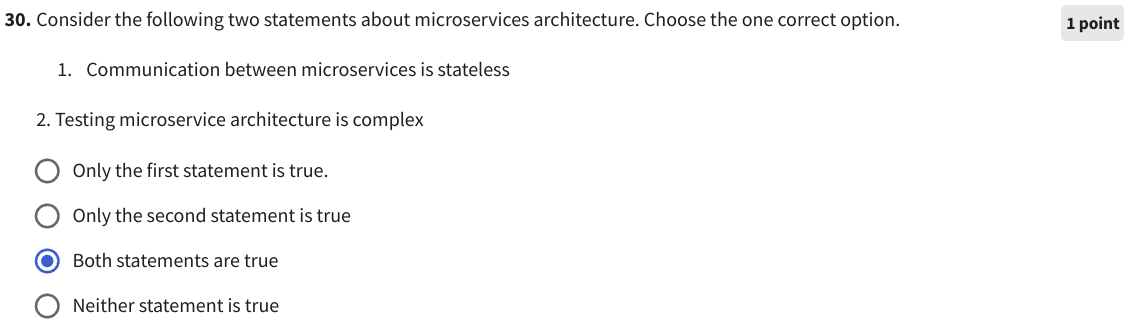 30. Consider the following two statements about microservices architecture. Choose the one correct option.
1 point
1. Communication between microservices is stateless
2. Testing microservice architecture is complex
Only the first statement is true.
Only the second statement is true
Both statements are true
Neither statement is true